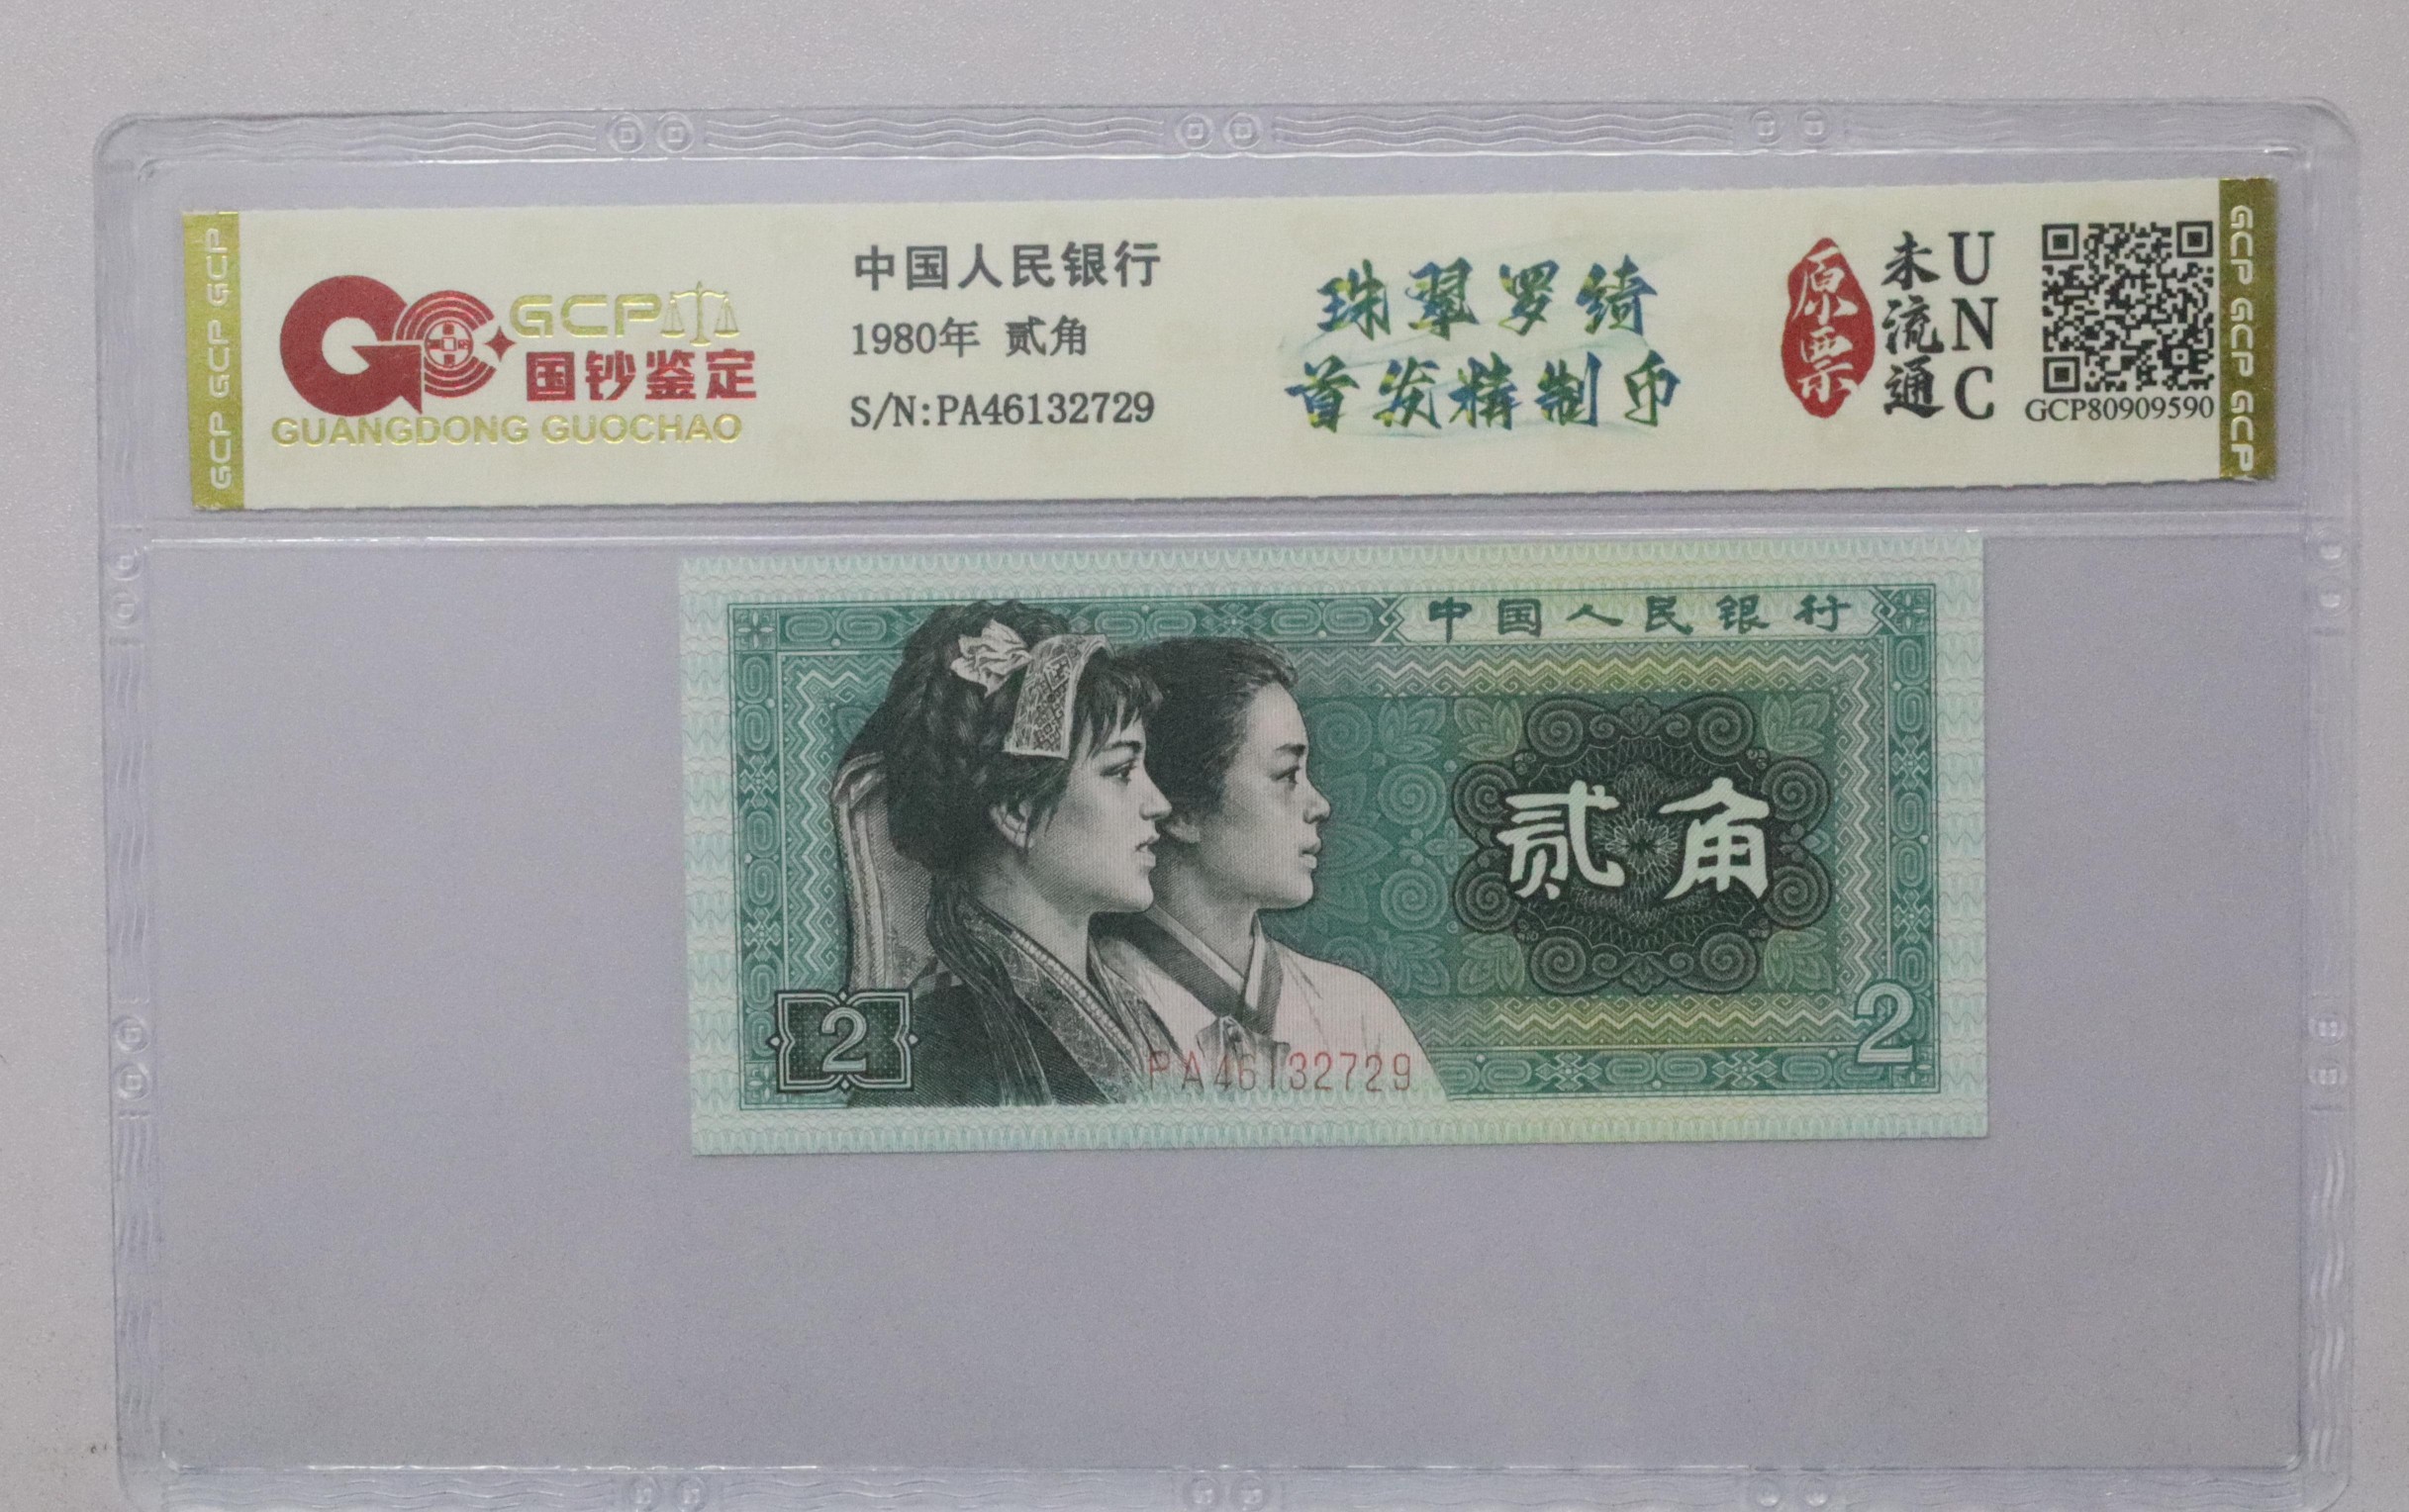 GCP GCP GCP
GCP
国钞鉴定
GUANGDONG GUOCHAO
中国人民银行
1980年 贰角
S/N:PA46132729
珠翠罗绮
首发精制币
原票
未流通
UNC
GCP80909590
GCP GCP GCP
中国人民银行
贰角
2
2
PA46132729